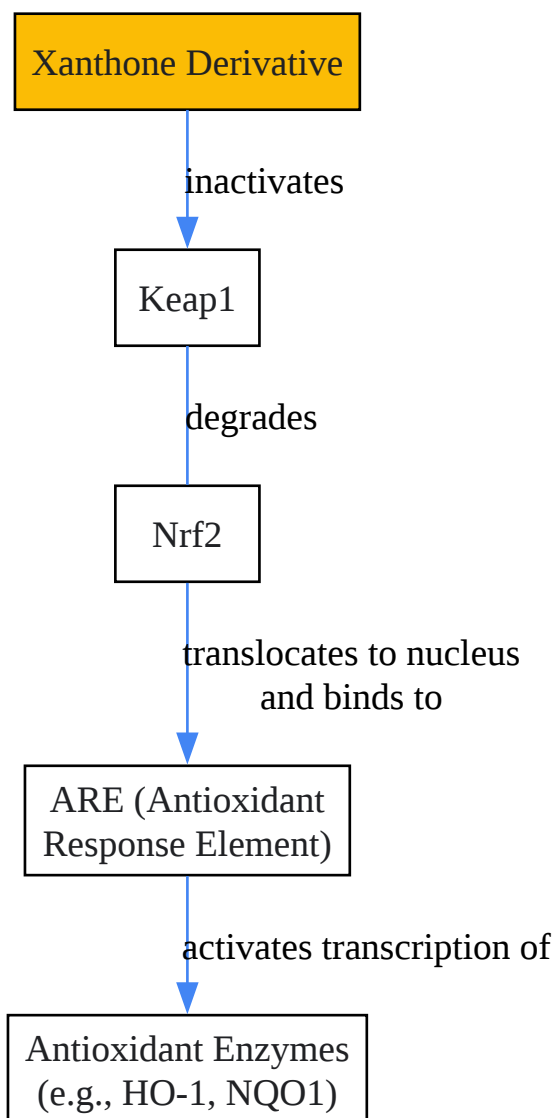 Xanthone Derivative
inactivates
Keap1
degrades
Nrf2
translocates to nucleus
and binds to
ARE (Antioxidant
Response Element)
activates transcription of
Antioxidant Enzymes
(e.g., HO-1, NQO1)